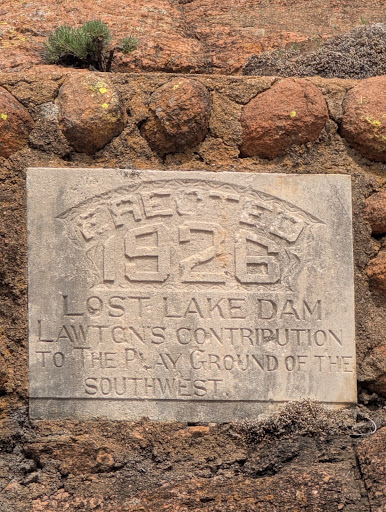 ERECTED
1926
LOST LAKE DAM
LAWTON'S CONTRIBUTION
TO THE PLAY GROUND OF THE
SOUTHWEST.